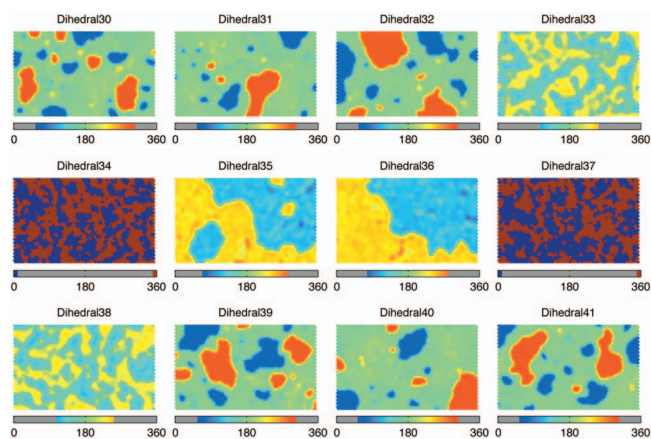 Dihedral30 Dihedral31 Dihedral32 Dihedral33
0 180 360 0 180 360 0 180 360 0 180 360
Dihedral34 Dihedral35 Dihedral36 Dihedral37
0 180 360 0 180 360 0 180 360 0 180 360
Dihedral38 Dihedral39 Dihedral40 Dihedral41
0 180 360 0 180 360 0 180 360 0 180 360